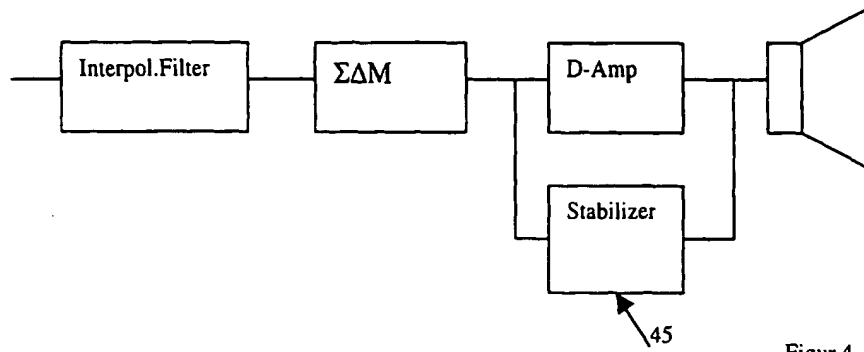 Interpol.Filter
ΣΔM
D-Amp
Stabilizer
45
Figur 4